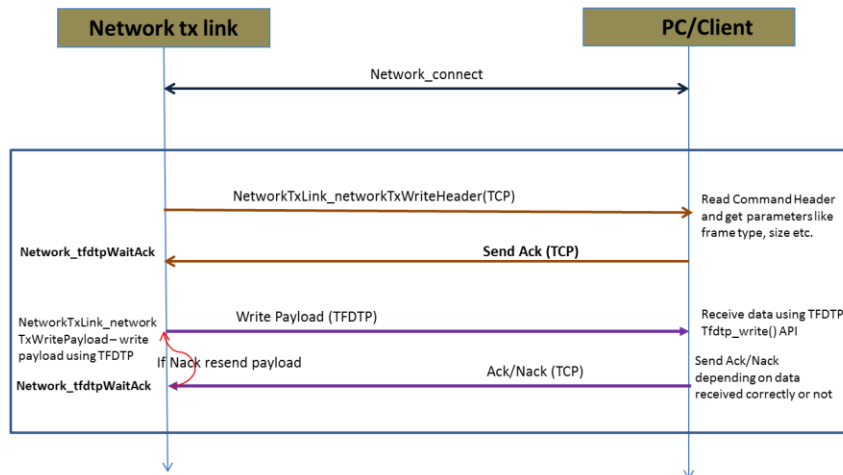 Network tx link
PC/Client
Network_connect
NetworkTxLink_networkTxWriteHeader(TCP)
Read Command Header
and get parameters like
frame type, size etc.
Network_tfdtpWaitAck
Send Ack (TCP)
Write Payload (TFDTP)
NetworkTxLink_network
TxWritePayload – write
payload using TFDTP
Receive data using TFDTP
Tfdtp_write() API
If Nack resend payload
Ack/Nack (TCP)
Network_tfdtpWaitAck
Send Ack/Nack
depending on data
received correctly or not